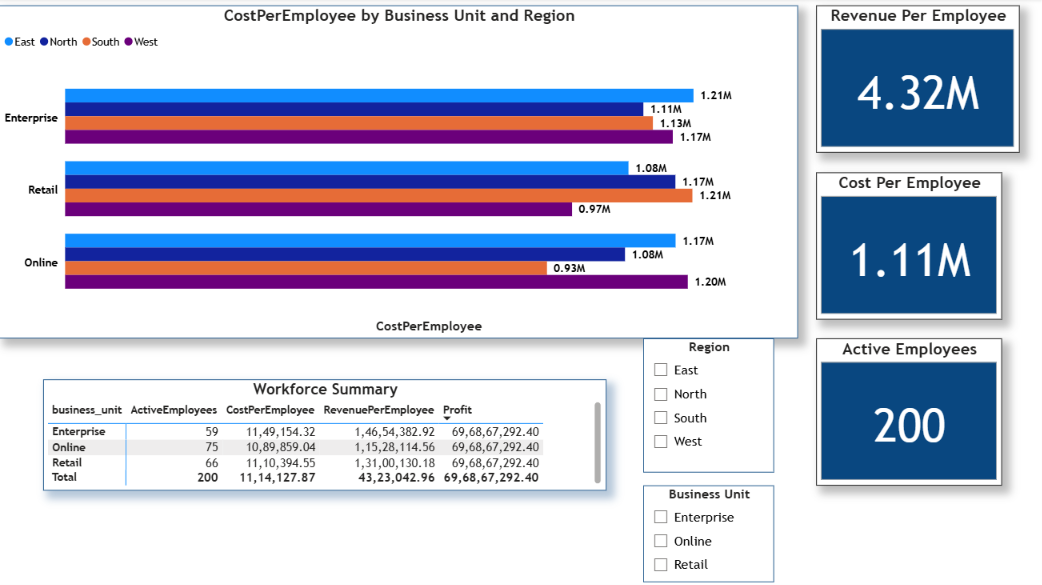 CostPerEmployee by Business Unit and Region
East North South West
Enterprise
1.21M
1.11M
1.13M
1.17M
Retail
1.08M
1.17M
1.21M
0.97M
Online
1.17M
1.08M
0.93M
1.20M
CostPerEmployee
Revenue Per Employee
4.32M
Cost Per Employee
1.11M
Active Employees
200
Workforce Summary
business_unit ActiveEmployees CostPerEmployee RevenuePerEmployee Profit
Enterprise 59 11,49,154.32 1,46,54,382.92 69,68,67,292.40
Online 75 10,89,859.04 1,15,28,114.56 69,68,67,292.40
Retail 66 11,10,394.55 1,31,00,130.18 69,68,67,292.40
Total 200 11,14,127.87 43,23,042.96 69,68,67,292.40
Region
East
North
South
West
Business Unit
Enterprise
Online
Retail